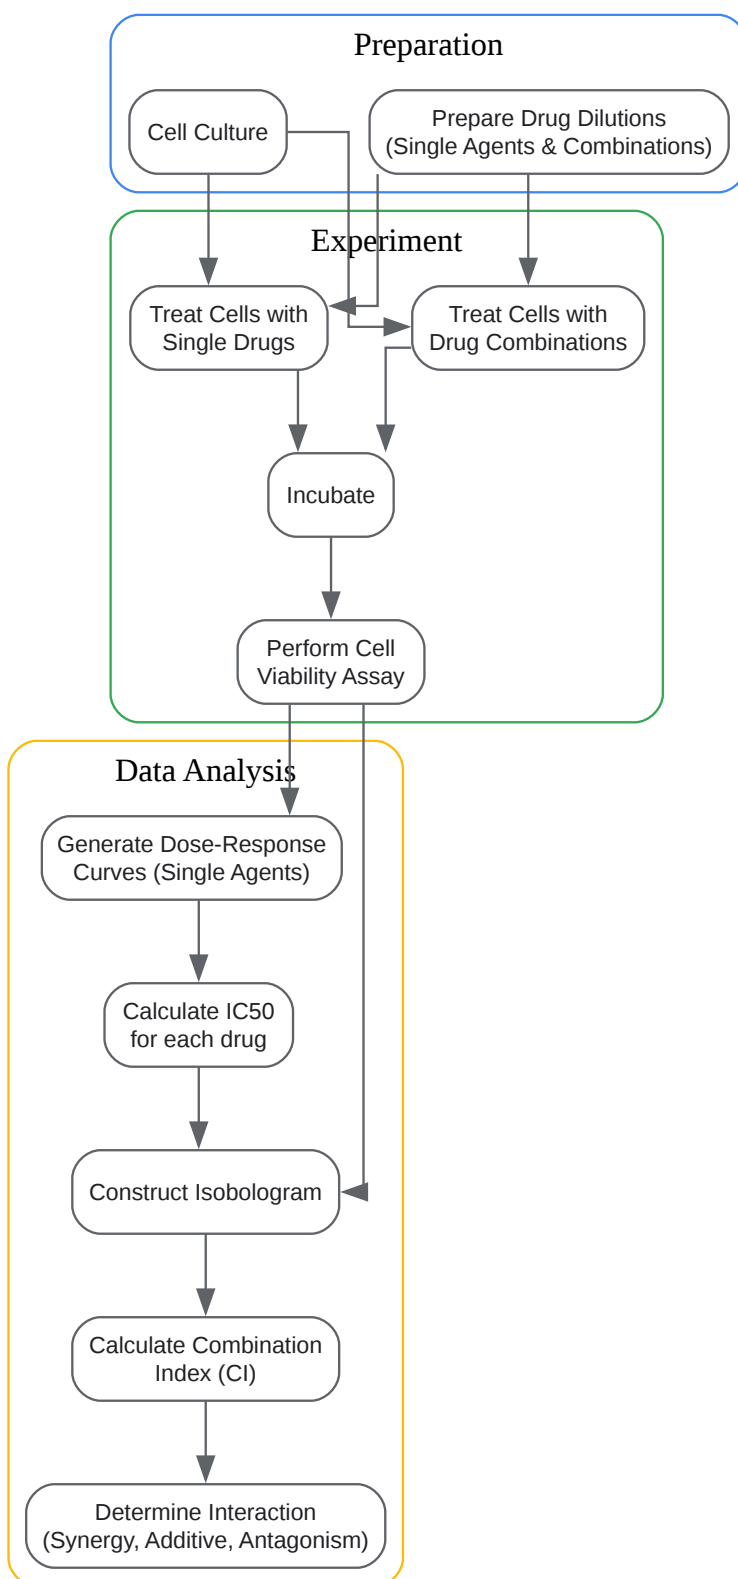 Preparation
Cell Culture
Prepare Drug Dilutions
(Single Agents & Combinations)
Experiment
Treat Cells with
Single Drugs
Treat Cells with
Drug Combinations
Incubate
Perform Cell
Viability Assay
Data Analysis
Generate Dose-Response
Curves (Single Agents)
Calculate IC50
for each drug
Construct Isobologram
Calculate Combination
Index (CI)
Determine Interaction
(Synergy, Additive, Antagonism)